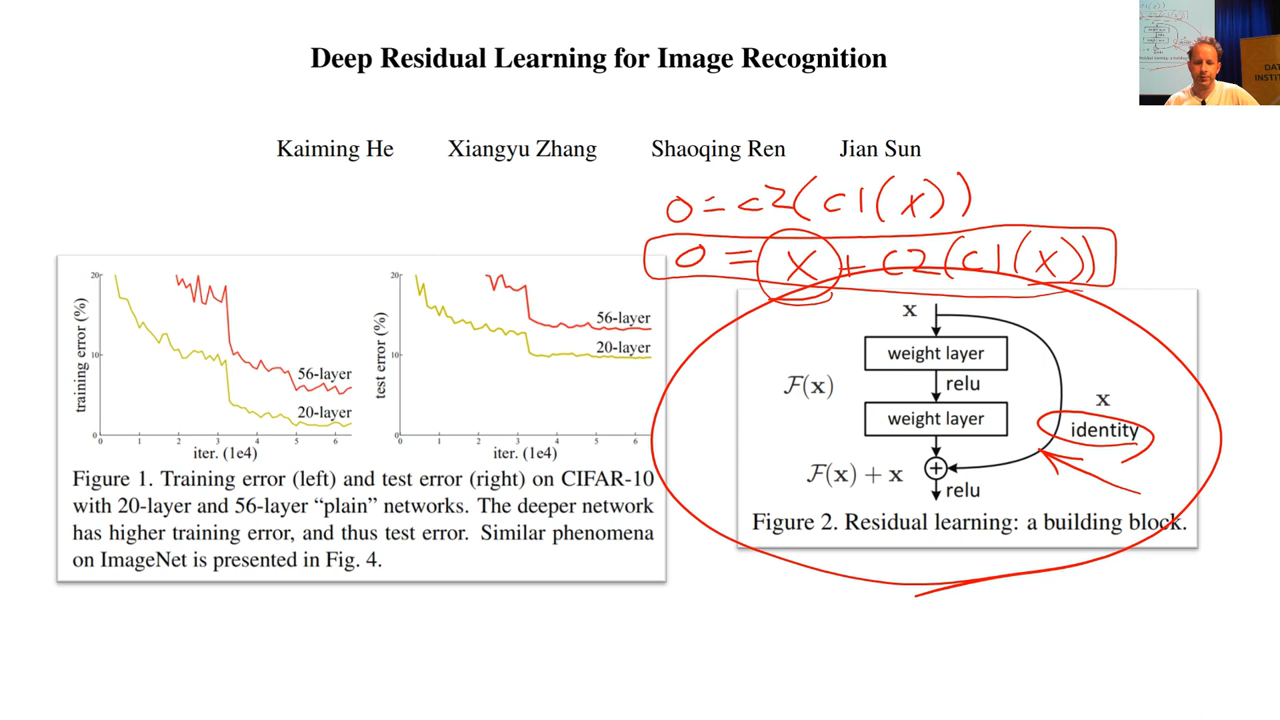 Deep Residual Learning for Image Recognition
Kaiming He Xiangyu Zhang Shaoqing Ren Jian Sun
O = C2(C1(X))
O = X + C2(C1(X))
20
10
0
training error (%)
0 1 2 3 4 5 6
iter. (1e4)
56-layer
20-layer
20
10
0
test error (%)
0 1 2 3 4 5 6
iter. (1e4)
56-layer
20-layer
Figure 1. Training error (left) and test error (right) on CIFAR-10
with 20-layer and 56-layer “plain” networks. The deeper network
has higher training error, and thus test error. Similar phenomena
on ImageNet is presented in Fig. 4.
x
weight layer
F(x)
relu
weight layer
x
identity
F(x) + x
+
relu
Figure 2. Residual learning: a building block.
DAT
INSTI